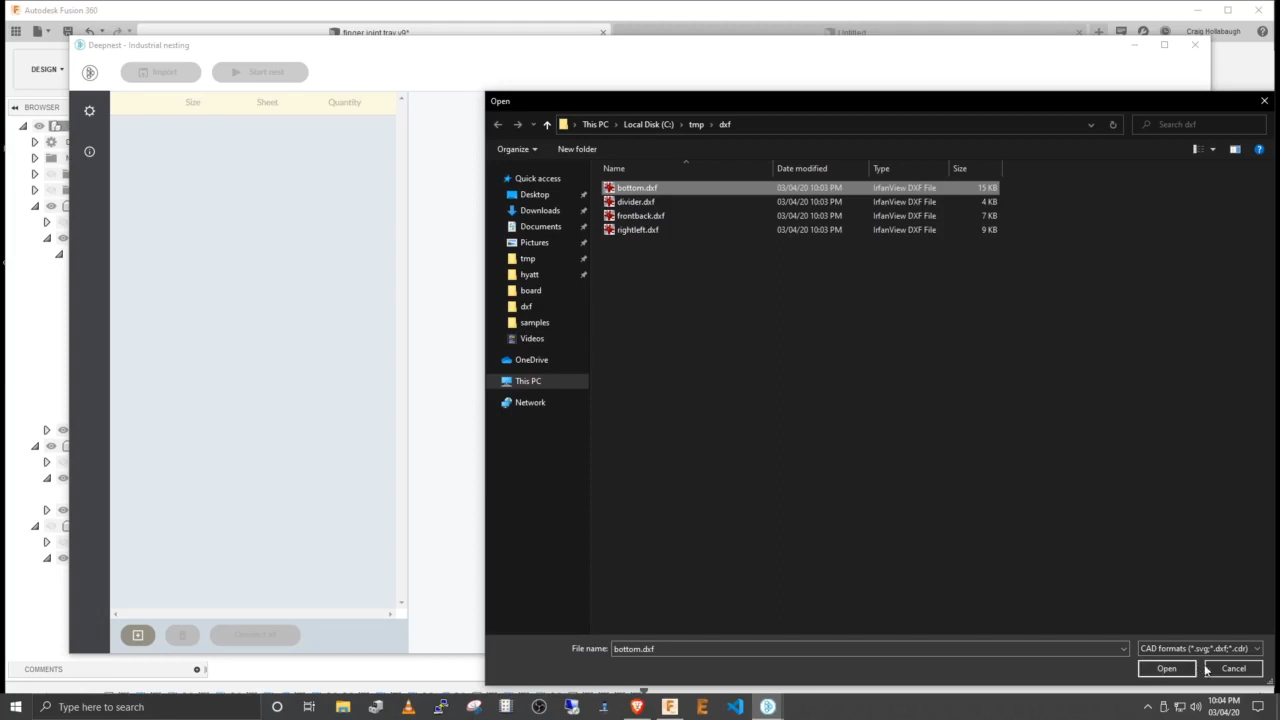 Autodesk Fusion 360
finger joint tray v9*
Untitled
Craig Hollabaugh
Deepnest - Industrial nesting
DESIGN
Import
Start nest
BROWSER
Size
Sheet
Quantity
Deselect all
COMMENTS
Open
This PC > Local Disk (C:) > tmp > dxf
Search dxf
Organize
New folder
Name
Date modified
Type
Size
Quick access
Desktop
Downloads
Documents
Pictures
tmp
hyatt
board
dxf
samples
Videos
OneDrive
This PC
Network
bottom.dxf 03/04/20 10:03 PM IrfanView DXF File 15 KB
divider.dxf 03/04/20 10:03 PM IrfanView DXF File 4 KB
frontback.dxf 03/04/20 10:03 PM IrfanView DXF File 7 KB
rightleft.dxf 03/04/20 10:03 PM IrfanView DXF File 9 KB
File name: bottom.dxf
CAD formats (*.svg;*.dxf;*.cdr)
Open
Cancel
Type here to search
10:04 PM
03/04/20